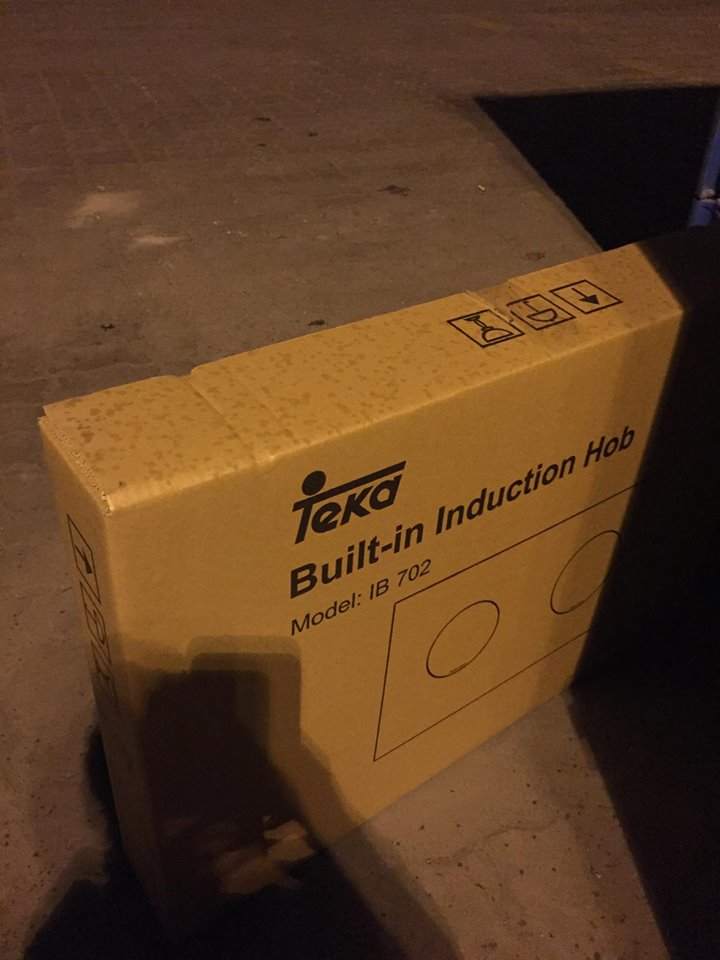 Teka
Built-in Induction Hob
Model: IB 702